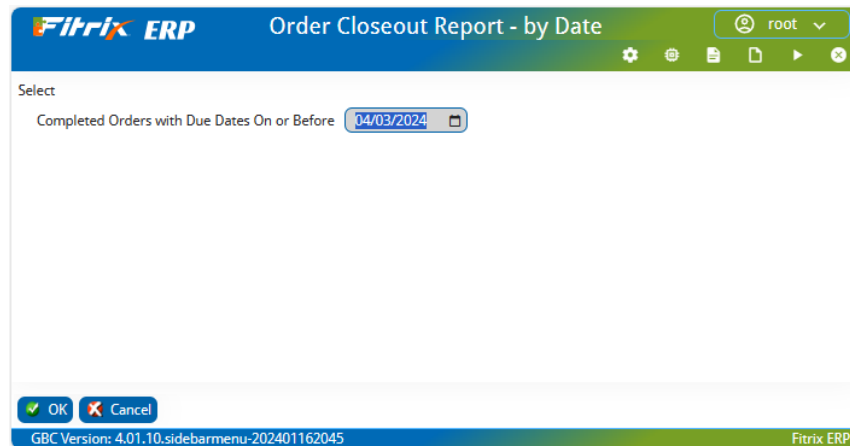 Fitrix ERP Order Closeout Report - by Date root
Select
Completed Orders with Due Dates On or Before 04/03/2024
OK Cancel
GBC Version: 4.01.10.sidebarmenu-202401162045 Fitrix ERP